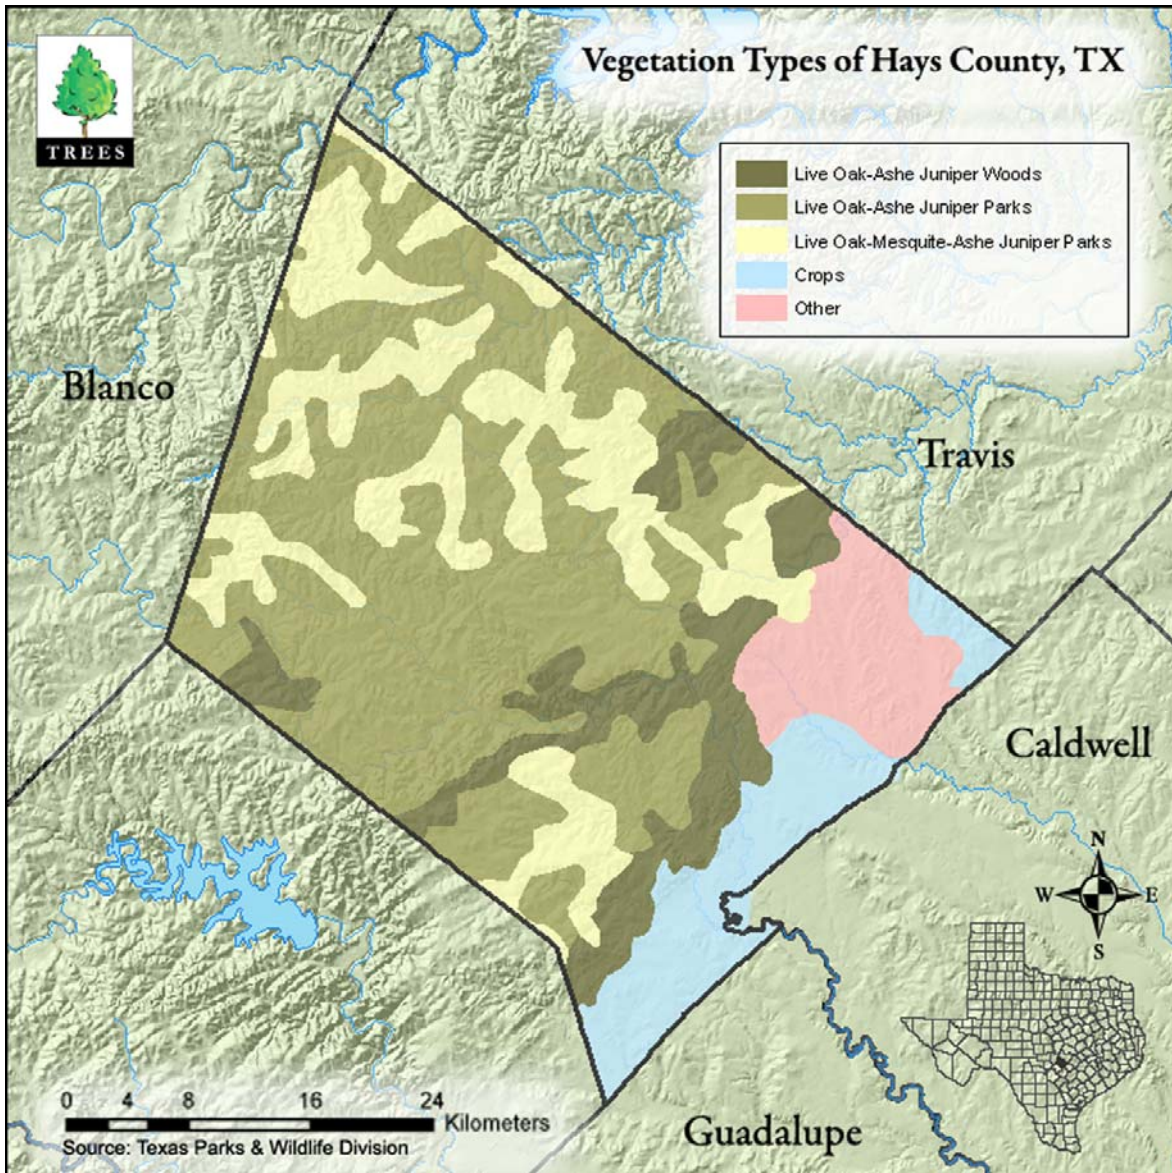 Vegetation Types of Hays County, TX
TREES
Live Oak-Ashe Juniper Woods
Live Oak-Ashe Juniper Parks
Live Oak-Mesquite-Ashe Juniper Parks
Crops
Other
Blanco
Travis
Caldwell
N
W E
S
0 4 8 16 24
Kilometers
Source: Texas Parks & Wildlife Division
Guadalupe